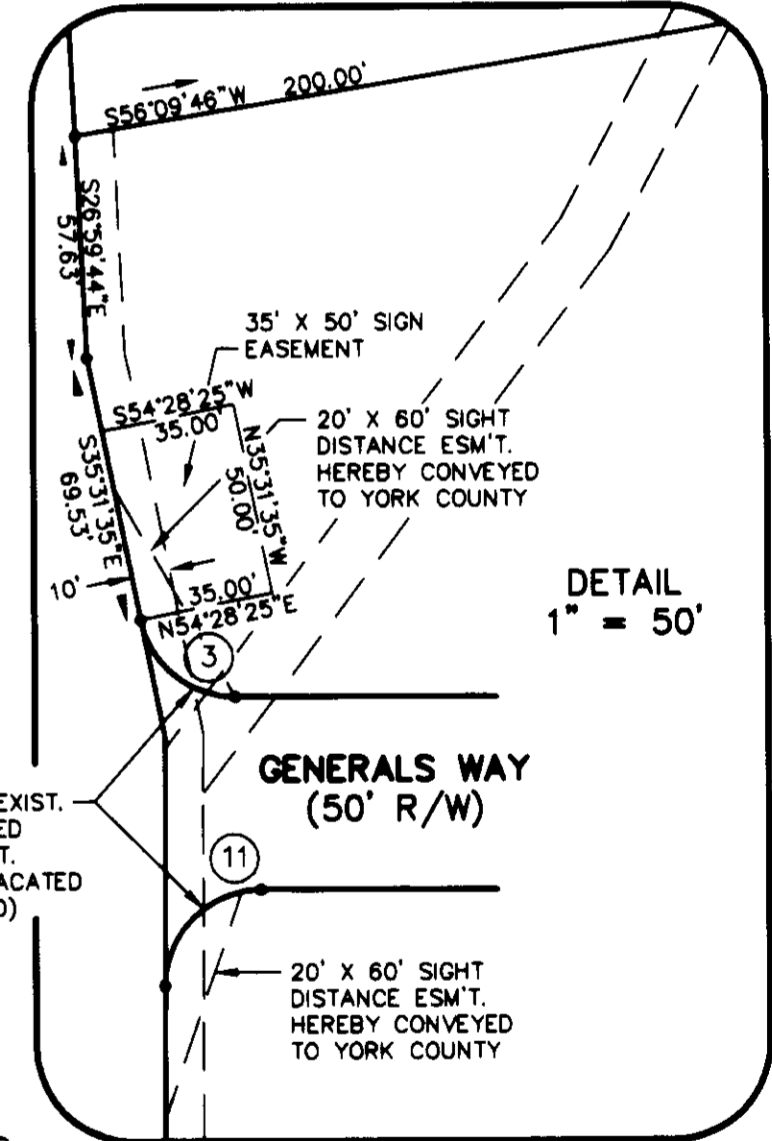 S56°09'46"W 200.00'
S26°59'44"E
57.63'
35' X 50' SIGN
EASEMENT
S54°28'25"W
35.00'
20' X 60' SIGHT
DISTANCE ESM'T.
HEREBY CONVEYED
TO YORK COUNTY
N35°31'35"W
50.00'
S35°31'35"E
69.53'
10'
35.00'
N54°28'25"E
DETAIL
1" = 50'
3
GENERALS WAY
(50' R/W)
EXIST.
ED
T.
ACATED
)
11
20' X 60' SIGHT
DISTANCE ESM'T.
HEREBY CONVEYED
TO YORK COUNTY